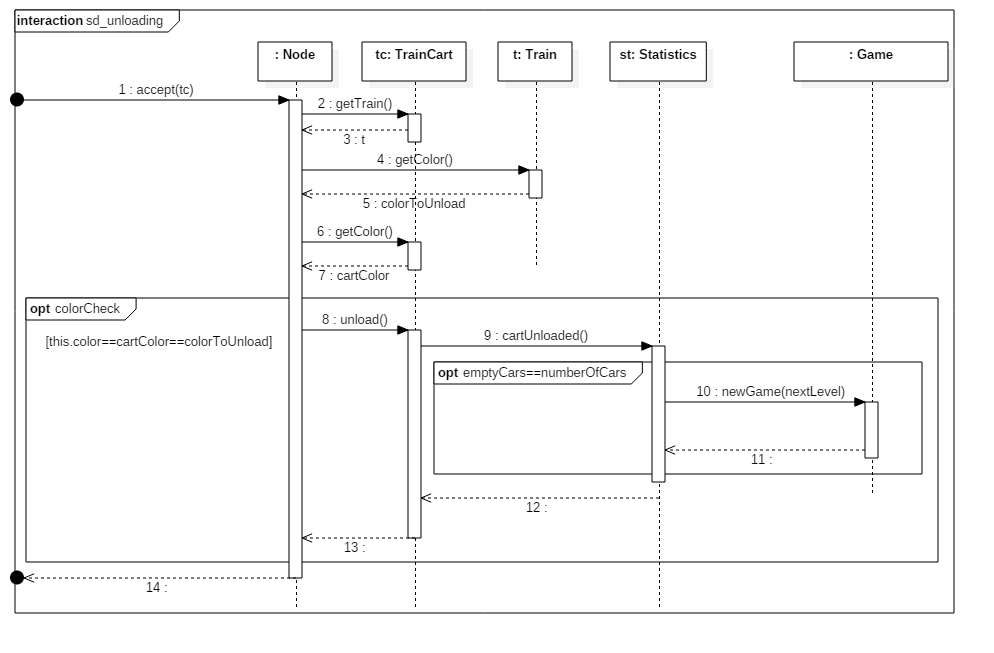 interaction sd_unloading
: Node
tc: TrainCart
t: Train
st: Statistics
: Game
1 : accept(tc)
2 : getTrain()
3 : t
4 : getColor()
5 : colorToUnload
6 : getColor()
7 : cartColor
opt colorCheck
8 : unload()
[this.color==cartColor==colorToUnload]
9 : cartUnloaded()
opt emptyCars==numberOfCars
10 : newGame(nextLevel)
11 :
12 :
13 :
14 :